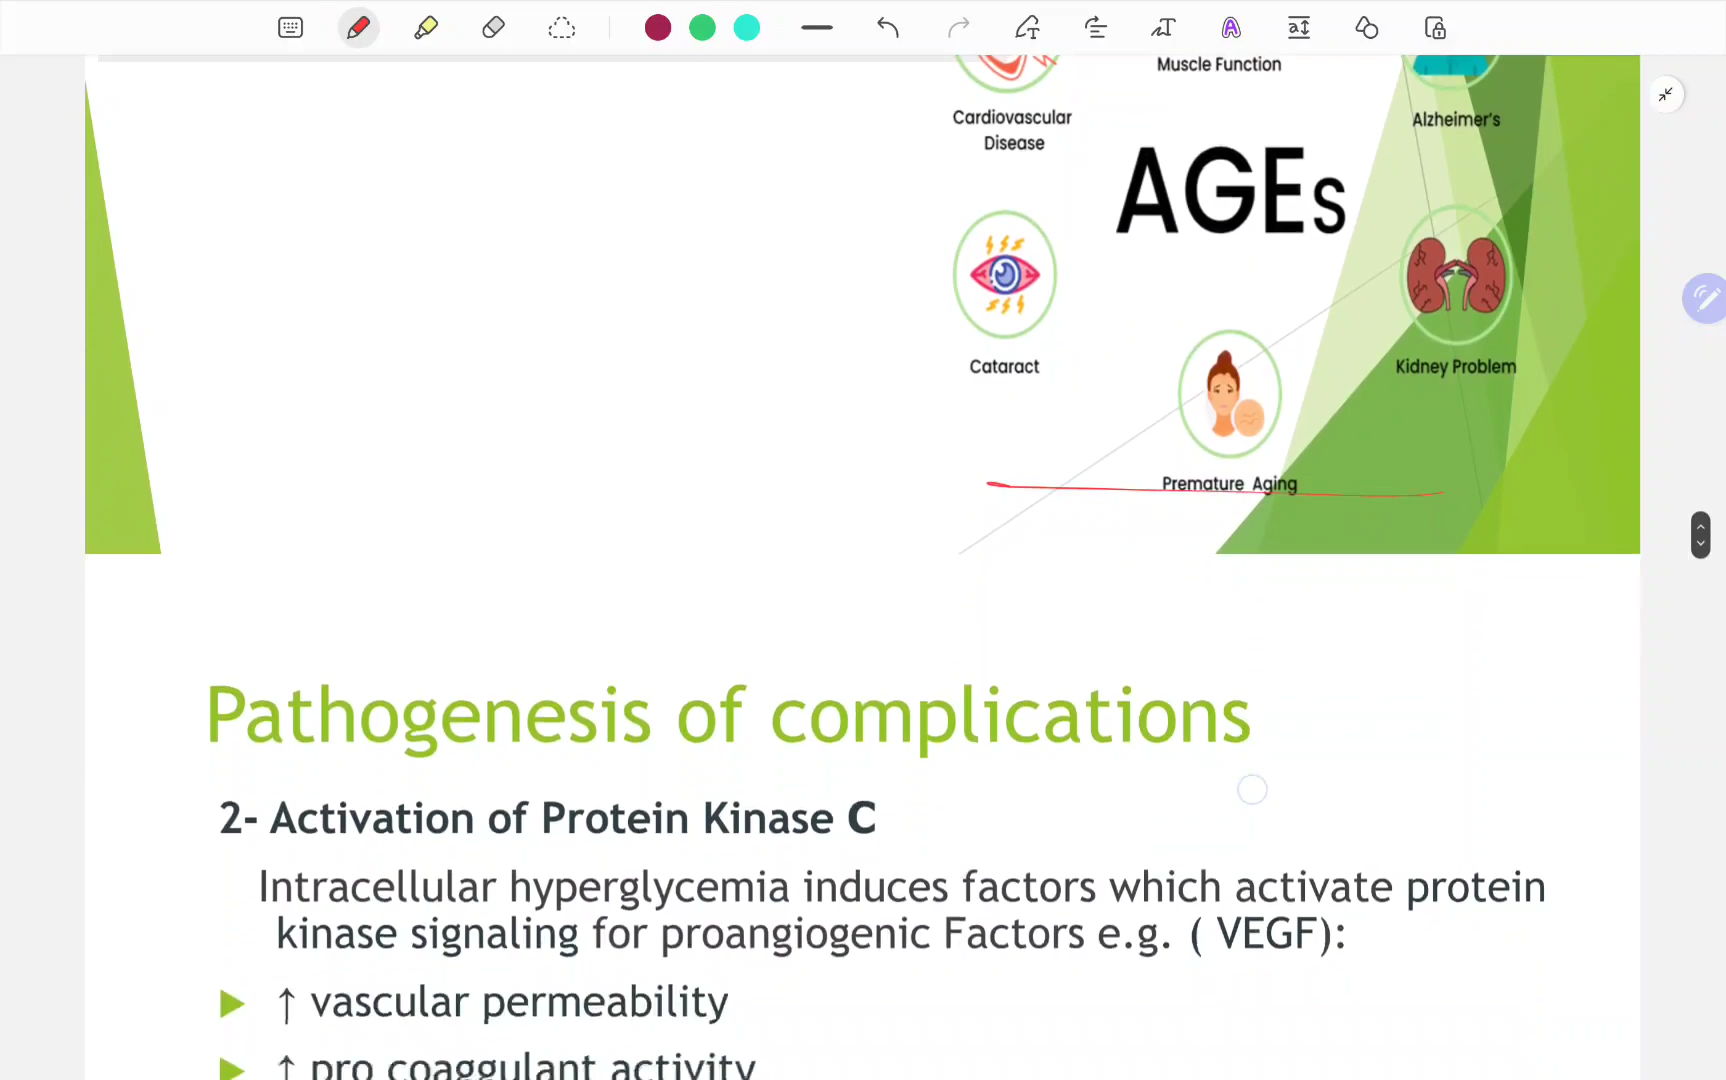 Muscle Function
Cardiovascular
Disease
Alzheimer's
AGEs
Cataract
Kidney Problem
Premature Aging
Pathogenesis of complications
2- Activation of Protein Kinase C
Intracellular hyperglycemia induces factors which activate protein
kinase signaling for proangiogenic Factors e.g. ( VEGF):
↑ vascular permeability
↑ pro coaggulant activity